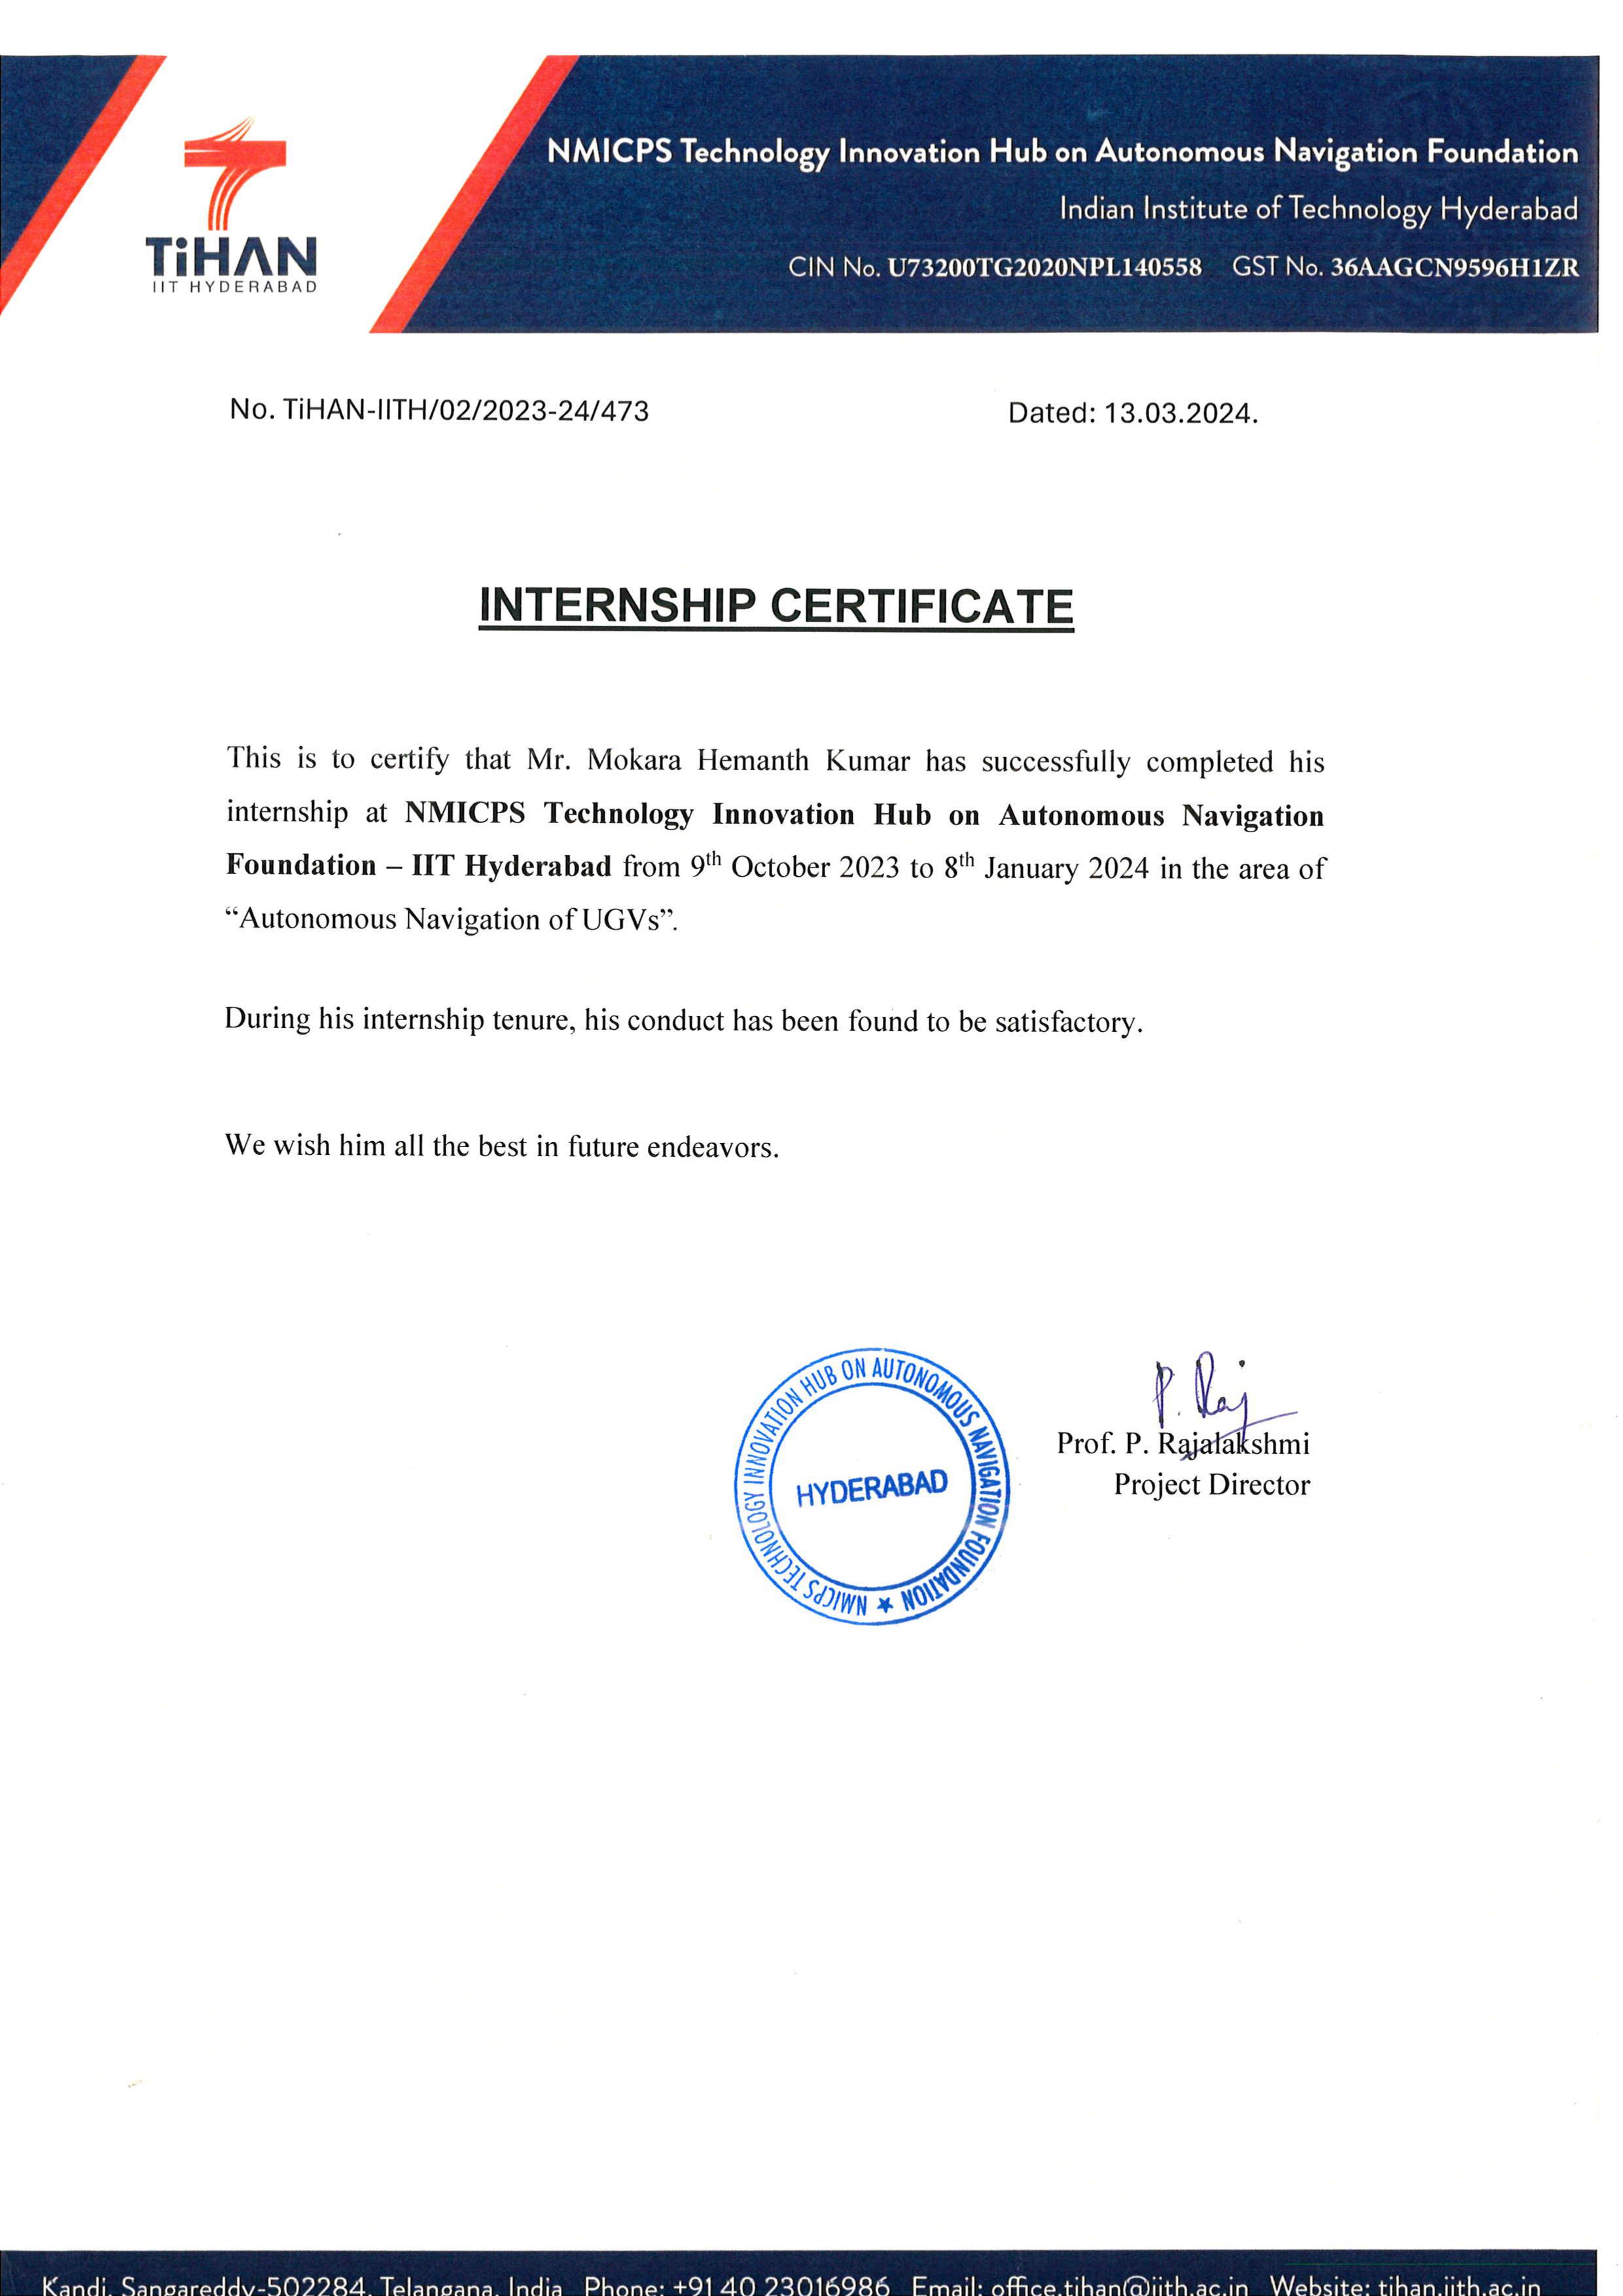 NMICPS Technology Innovation Hub on Autonomous Navigation Foundation
Indian Institute of Technology Hyderabad
CIN No. U73200TG2020NPL140558 GST No. 36AAGCN9596H1ZR
TiHAN
IIT HYDERABAD
No. TiHAN-IITH/02/2023-24/473
Dated: 13.03.2024.
INTERNSHIP CERTIFICATE
This is to certify that Mr. Mokara Hemanth Kumar has successfully completed his
internship at NMICPS Technology Innovation Hub on Autonomous Navigation
Foundation – IIT Hyderabad from 9th October 2023 to 8th January 2024 in the area of
“Autonomous Navigation of UGVs”.
During his internship tenure, his conduct has been found to be satisfactory.
We wish him all the best in future endeavors.
NMICPS TECHNOLOGY INNOVATION HUB ON AUTONOMOUS NAVIGATION FOUNDATION ★
HYDERABAD
P. Raj
Prof. P. Rajalakshmi
Project Director
Kandi, Sangareddy-502284, Telangana, India Phone: +91 40 23016986 Email: office.tihan@iith.ac.in Website: tihan.iith.ac.in